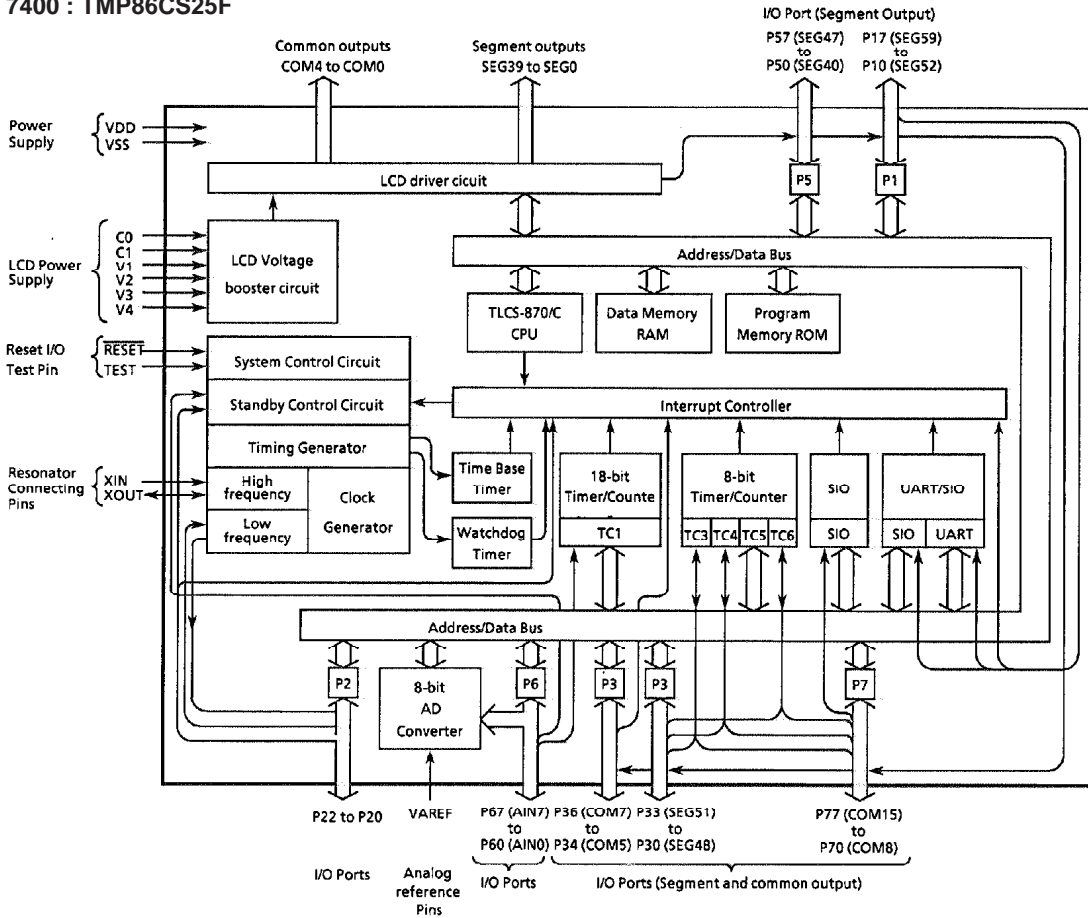 7400 : TMP86CS25F
I/O Port (Segment Output)
P57 (SEG47)
to
P50 (SEG40)
P17 (SEG59)
to
P10 (SEG52)
Common outputs
COM4 to COM0
Segment outputs
SEG39 to SEG0
Power
Supply
VDD
VSS
LCD driver cicuit
P5
P1
LCD Power
Supply
C0
C1
V1
V2
V3
V4
LCD Voltage
booster circuit
Address/Data Bus
TLCS-870/C
CPU
Data Memory
RAM
Program
Memory ROM
Reset I/O
Test Pin
RESET
TEST
System Control Circuit
Standby Control Circuit
Interrupt Controller
Timing Generator
Resonator
Connecting
Pins
XIN
XOUT
High
frequency
Low
frequency
Clock
Generator
Time Base
Timer
Watchdog
Timer
18-bit
Timer/Counte
TC1
8-bit
Timer/Counter
TC3
TC4
TC5
TC6
SIO
SIO
UART/SIO
SIO
UART
Address/Data Bus
P2
8-bit
AD
Converter
P6
P3
P3
P7
P22 to P20
VAREF
P67 (AIN7)
to
P60 (AIN0)
P36 (COM7)
to
P34 (COM5)
P33 (SEG51)
to
P30 (SEG48)
P77 (COM15)
to
P70 (COM8)
I/O Ports
Analog
reference
Pins
I/O Ports
I/O Ports (Segment and common output)